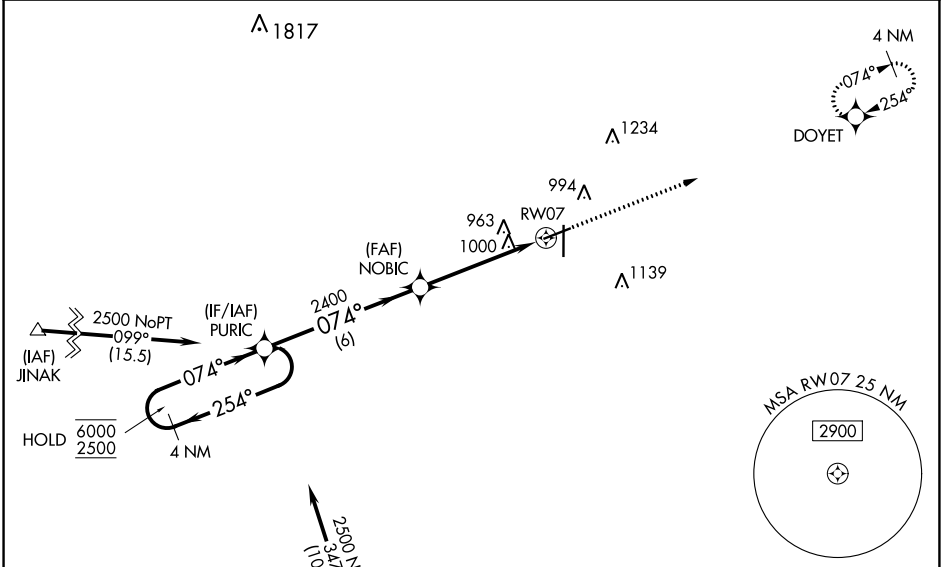 1817
4 NM
074°
254°
DOYET
1234
994
RW07
963
1000
(FAF)
NOBIC
1139
2400
074°
(6)
(IF/IAF)
PURIC
2500 NoPT
099°
(15.5)
(IAF)
JINAK
074°
254°
HOLD
6000
2500
4 NM
MSA RW07 25 NM
2900
2500
347